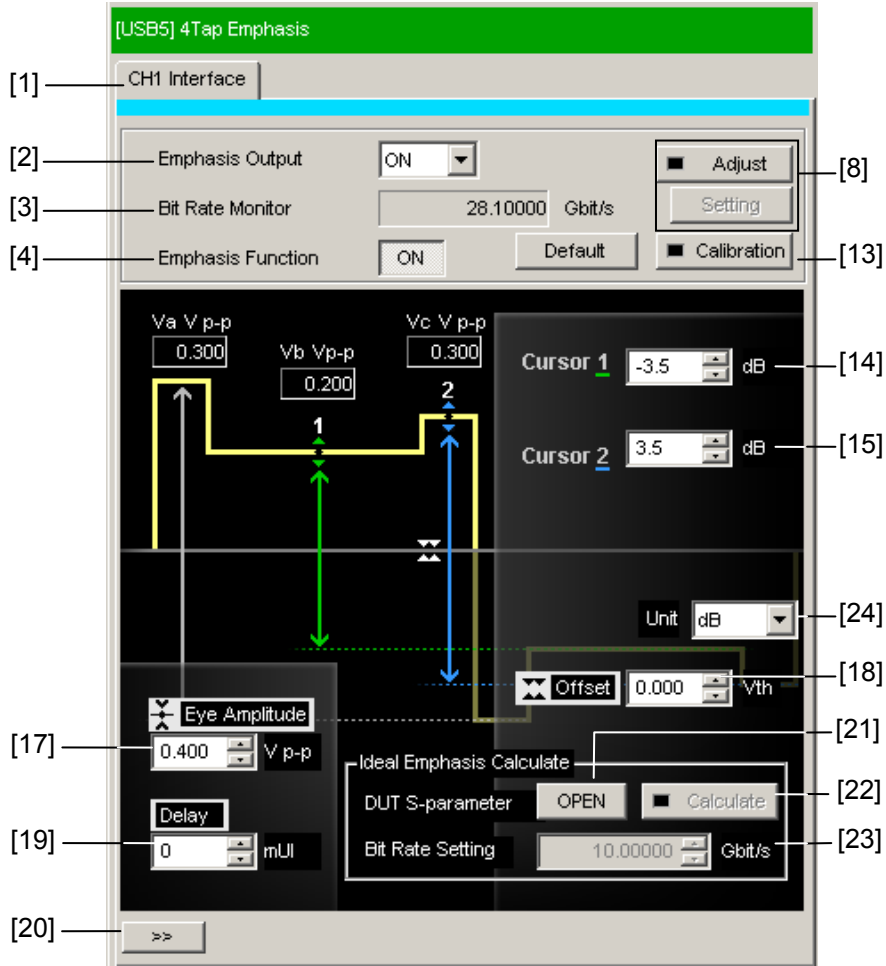 [USB5] 4Tap Emphasis
[1] CH1 Interface
[2] Emphasis Output ON Adjust [8]
[3] Bit Rate Monitor 28.10000 Gbit/s Setting
[4] Emphasis Function ON Default Calibration [13]
Va V p-p Vb Vp-p Vc V p-p
0.300 0.200 0.300
1 2
Cursor 1 -3.5 dB [14]
Cursor 2 3.5 dB [15]
Unit dB [24]
Offset 0.000 Vth [18]
Eye Amplitude
[17] 0.400 V p-p
Delay
[19] 0 mUI
Ideal Emphasis Calculate [21]
DUT S-parameter OPEN Calculate [22]
Bit Rate Setting 10.00000 Gbit/s [23]
[20] >>